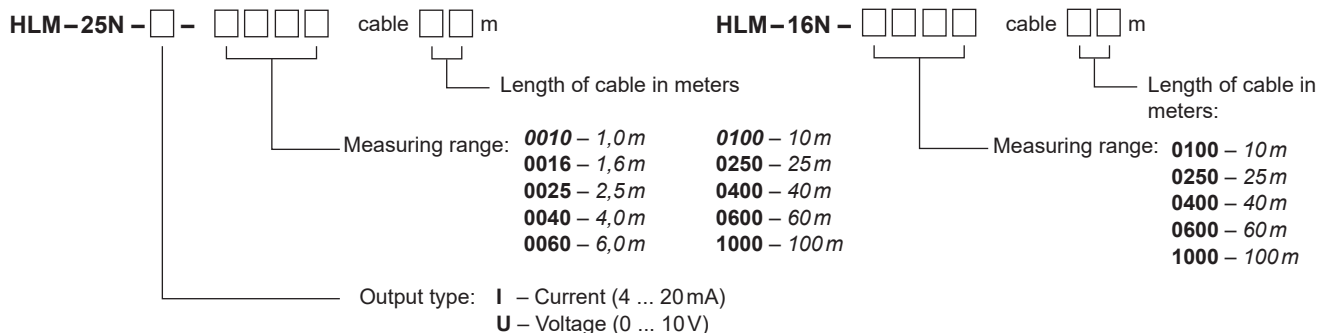 HLM–25N –□– □□□□ cable □□ m
Length of cable in meters
Measuring range:
0010 – 1,0 m
0016 – 1,6 m
0025 – 2,5 m
0040 – 4,0 m
0060 – 6,0 m
0100 – 10 m
0250 – 25 m
0400 – 40 m
0600 – 60 m
1000 – 100 m
Output type: I – Current (4 ... 20 mA)
U – Voltage (0 ... 10 V)
HLM–16N – □□□□ cable □□ m
Length of cable in
meters:
Measuring range:
0100 – 10 m
0250 – 25 m
0400 – 40 m
0600 – 60 m
1000 – 100 m